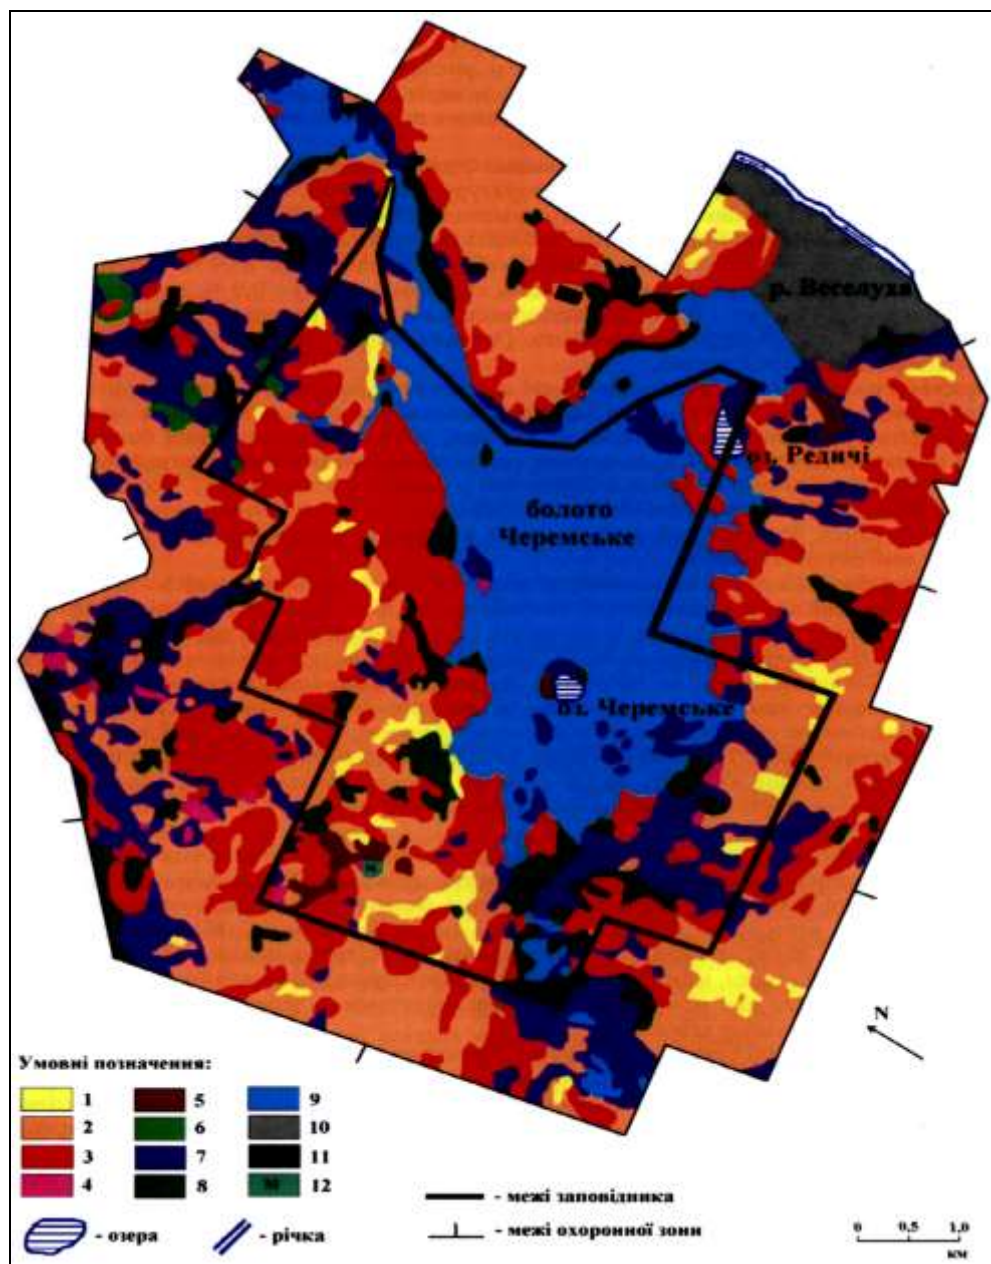 р. Веселуха
оз. Редичі
болото
Черемське
оз. Черемське
N
Умовні позначення:
1
2
3
4
5
6
7
8
9
10
11
М 12
- озера
- річка
- межі заповідника
- межі охоронної зони
0 0,5 1,0
км